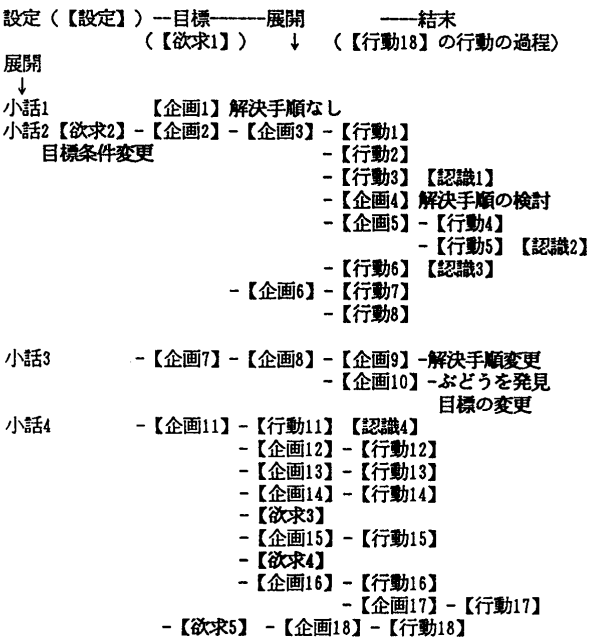 設定（【設定】）--目標------展開 ----結末
（【欲求1】） ↓ （【行動18】の行動の過程）
展開
↓
小話1 【企画1】解決手順なし
小話2【欲求2】-【企画2】-【企画3】-【行動1】
目標条件変更 -【行動2】
-【行動3】【認識1】
-【企画4】解決手順の検討
-【企画5】-【行動4】
-【行動5】【認識2】
-【行動6】【認識3】
-【企画6】-【行動7】
-【行動8】
小話3 -【企画7】-【企画8】-【企画9】-解決手順変更
-【企画10】-ぶどうを発見
目標の変更
小話4 -【企画11】-【行動11】【認識4】
-【企画12】-【行動12】
-【企画13】-【行動13】
-【企画14】-【行動14】
-【欲求3】
-【企画15】-【行動15】
-【欲求4】
-【企画16】-【行動16】
-【企画17】-【行動17】
-【欲求5】 -【企画18】-【行動18】